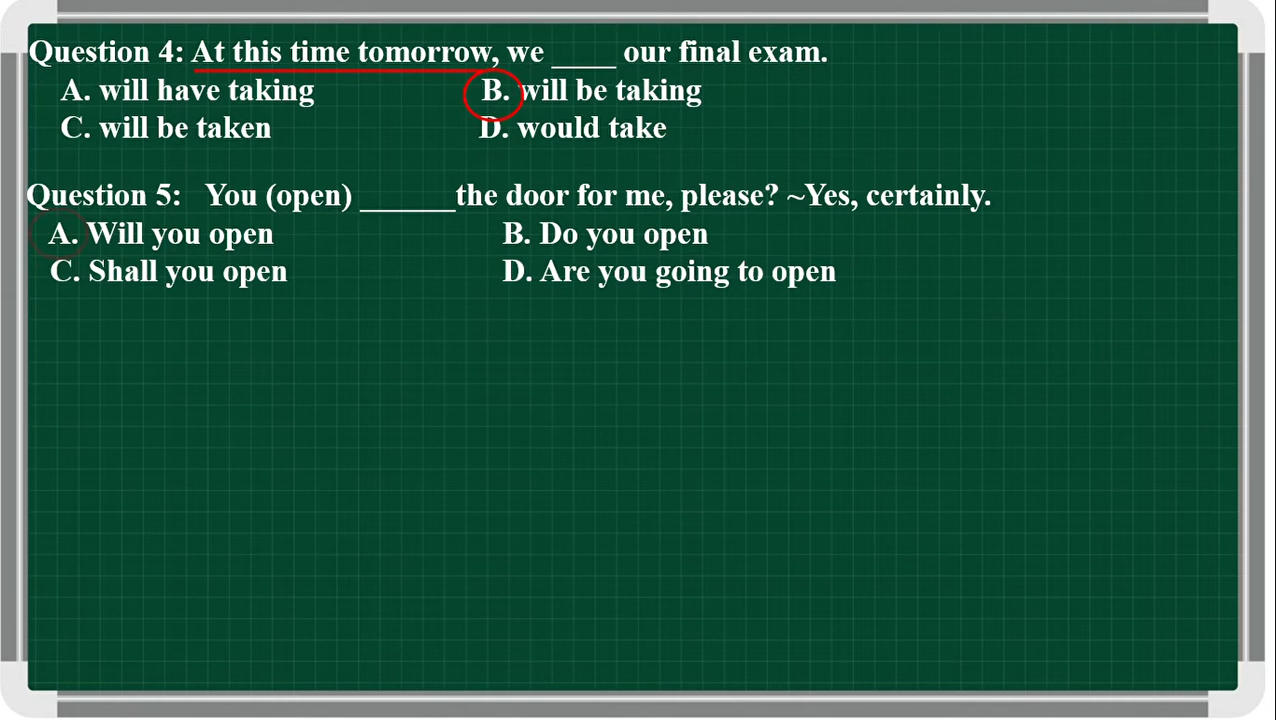 Question 4: At this time tomorrow, we ____ our final exam.
A. will have taking B. will be taking
C. will be taken D. would take
Question 5: You (open) ______the door for me, please? ~Yes, certainly.
A. Will you open B. Do you open
C. Shall you open D. Are you going to open